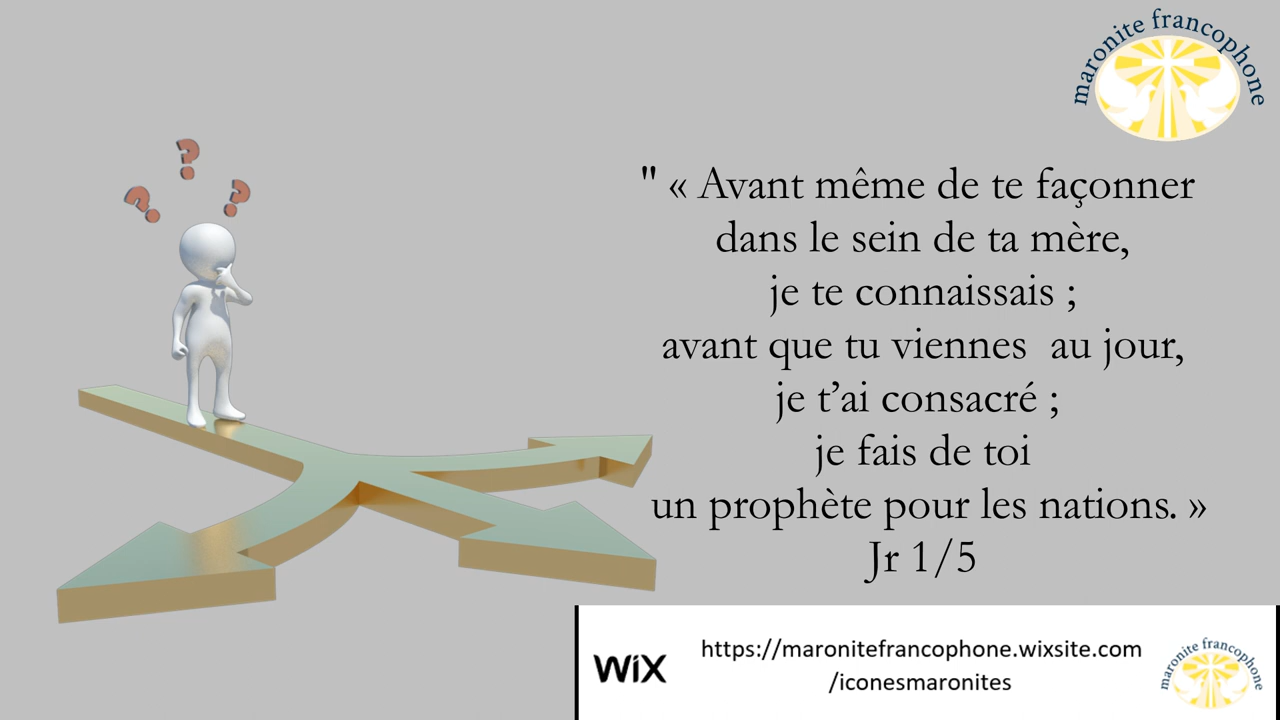 maronite francophone
? ? ?
" « Avant même de te façonner
dans le sein de ta mère,
je te connaissais ;
avant que tu viennes  au jour,
je t’ai consacré ;
je fais de toi
un prophète pour les nations. »
Jr 1/5
WiX
https://maronitefrancophone.wixsite.com
/iconesmaronites
maronite francophone